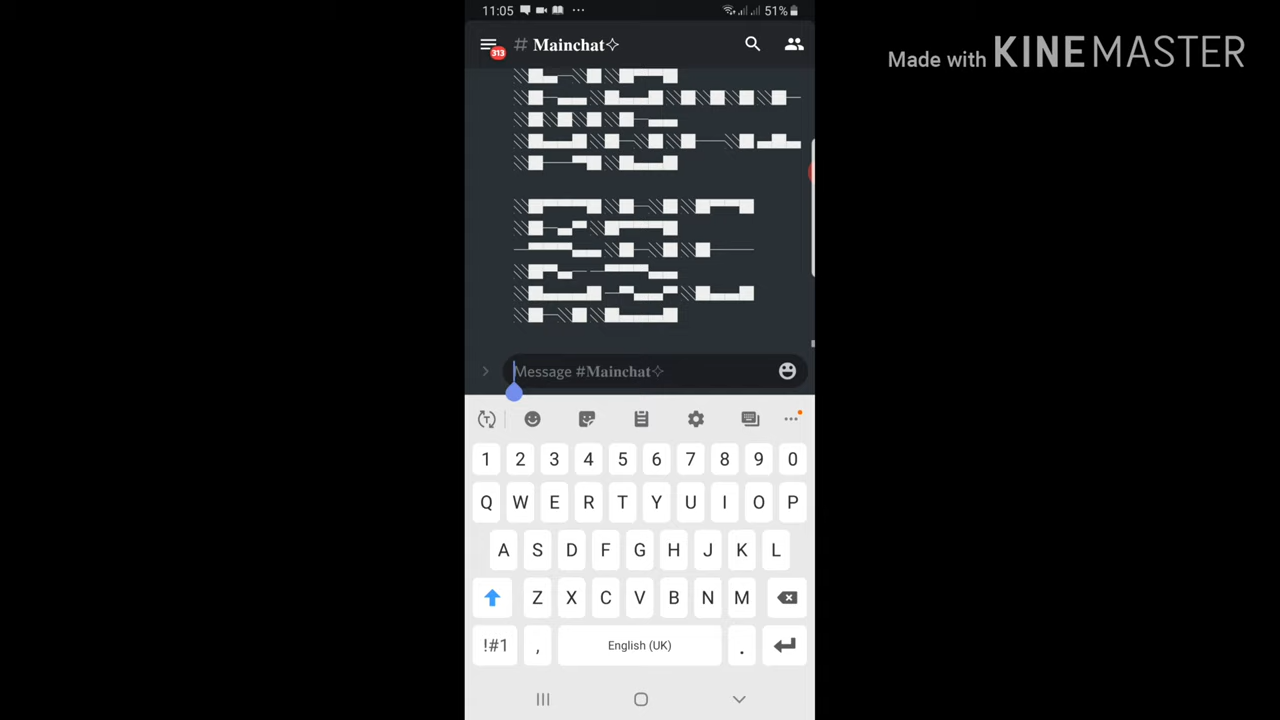 11:05
51%
Made with KINEMASTER
313
# Mainchat✧
Message #Mainchat✧
1 2 3 4 5 6 7 8 9 0
Q W E R T Y U I O P
A S D F G H J K L
Z X C V B N M
!#1 , English (UK) .